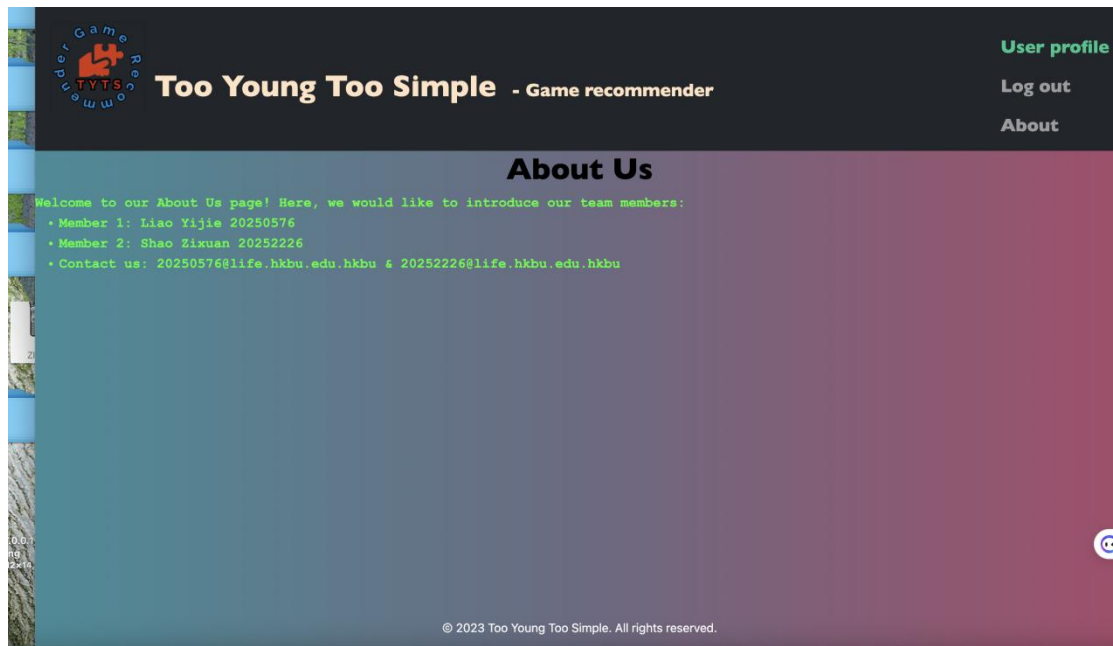 Game Recommender
TYTS
Too Young Too Simple - Game recommender
User profile
Log out
About
About Us
Welcome to our About Us page! Here, we would like to introduce our team members:
• Member 1: Liao Yijie 20250576
• Member 2: Shao Zixuan 20252226
• Contact us: 20250576@life.hkbu.edu.hkbu & 20252226@life.hkbu.edu.hkbu
© 2023 Too Young Too Simple. All rights reserved.